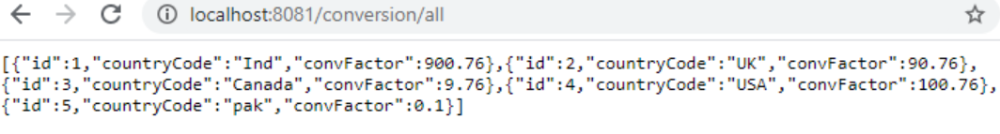 localhost:8081/conversion/all
[{"id":1,"countryCode":"Ind","convFactor":900.76},{"id":2,"countryCode":"UK","convFactor":90.76},
{"id":3,"countryCode":"Canada","convFactor":9.76},{"id":4,"countryCode":"USA","convFactor":100.76},
{"id":5,"countryCode":"pak","convFactor":0.1}]